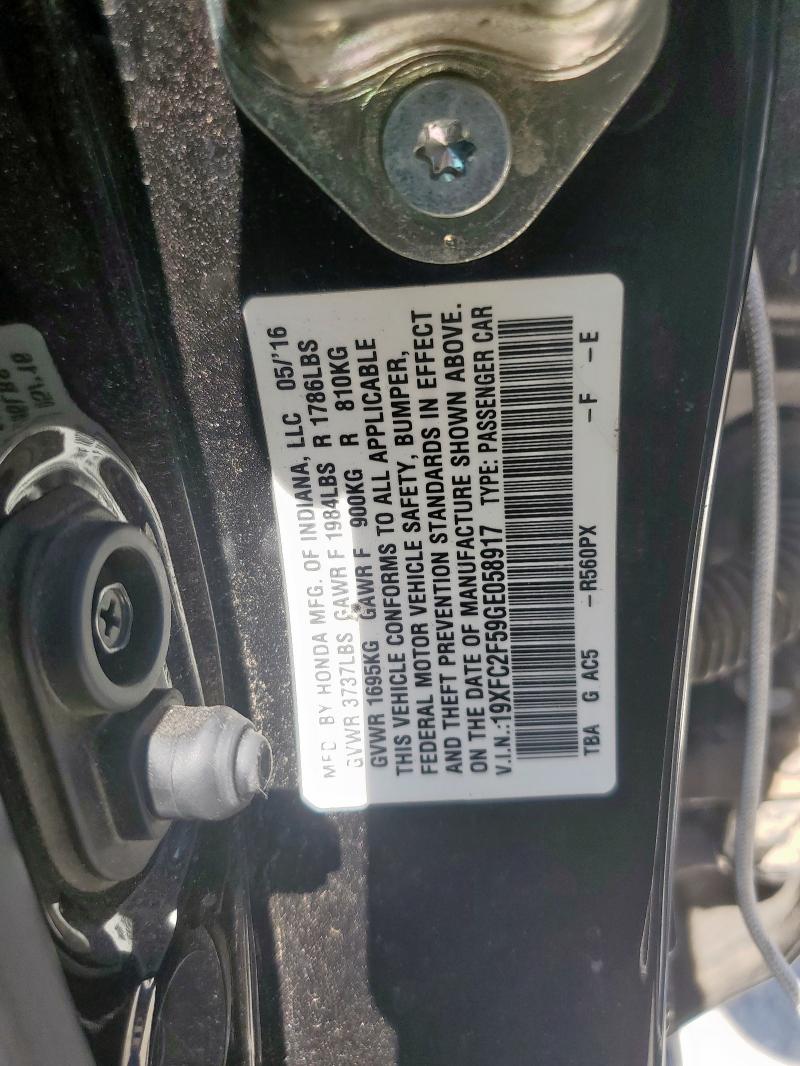 MFD BY HONDA MFG. OF INDIANA, LLC 05/'16
GVWR 3737LBS GAWR F 1984LBS R 1786LBS
GVWR 1695KG GAWR F 900KG R 810KG
THIS VEHICLE CONFORMS TO ALL APPLICABLE
FEDERAL MOTOR VEHICLE SAFETY, BUMPER,
AND THEFT PREVENTION STANDARDS IN EFFECT
ON THE DATE OF MANUFACTURE SHOWN ABOVE.
V.I.N.:19XFC2F59GE058917 TYPE: PASSENGER CAR
TBA G AC5 –R560PX –F –E